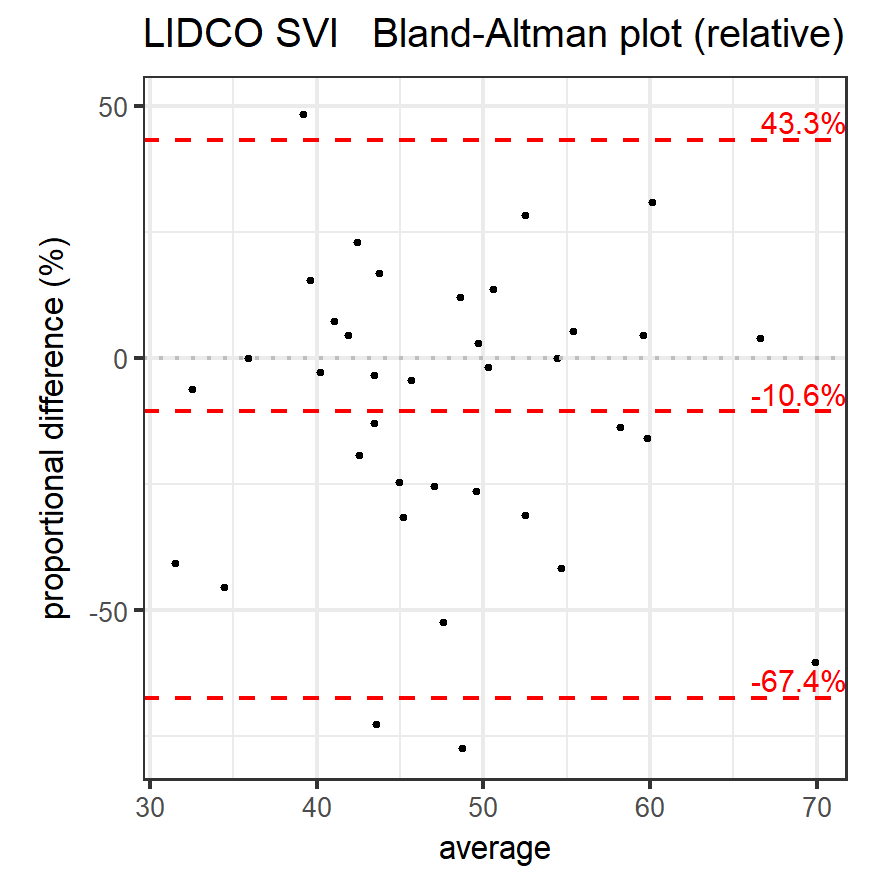 LIDCO SVI   Bland-Altman plot (relative)
50
43.3%
0
-10.6%
-50
-67.4%
proportional difference (%)
30 40 50 60 70
average